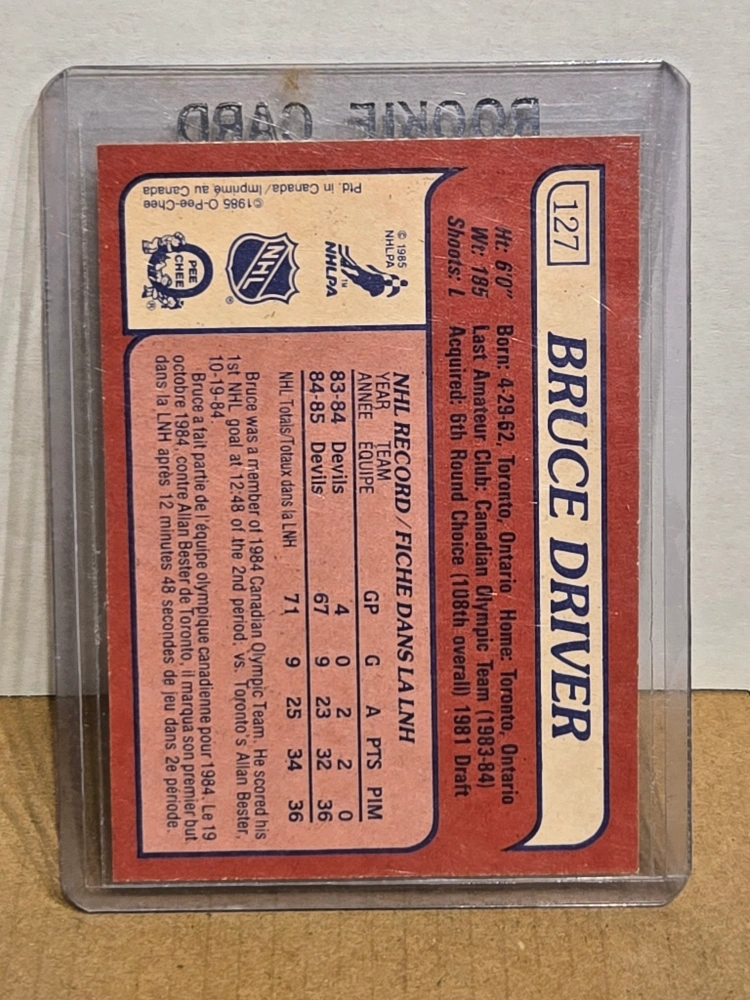 ROOKIE CARD
127
BRUCE DRIVER
Ht: 6'0" Born: 4-29-62, Toronto, Ontario Home: Toronto, Ontario
Wt: 185 Last Amateur Club: Canadian Olympic Team (1983-84)
Shoots: L Acquired: 6th Round Choice (108th overall) 1981 Draft
© 1985
NHLPA
NHLPA
TM
NHL
®
PEE
CHEE
®
©1985 O-Pee-Chee
Ptd. in Canada/Imprimé au Canada
NHL RECORD / FICHE DANS LA LNH
YEAR TEAM
ANNÉE ÉQUIPE GP G A PTS PIM
83-84 Devils 4 0 2 2 0
84-85 Devils 67 9 23 32 36
NHL Totals/Totaux dans la LNH 71 9 25 34 36
Bruce was a member of 1984 Canadian Olympic Team. He scored his
1st NHL goal at 12:48 of the 2nd period, vs. Toronto's Allan Bester,
10-19-84.
Bruce a fait partie de l'équipe olympique canadienne pour 1984. Le 19
octobre 1984, contre Allan Bester de Toronto, il marqua son premier but
dans la LNH après 12 minutes 48 secondes de jeu dans 2e période.